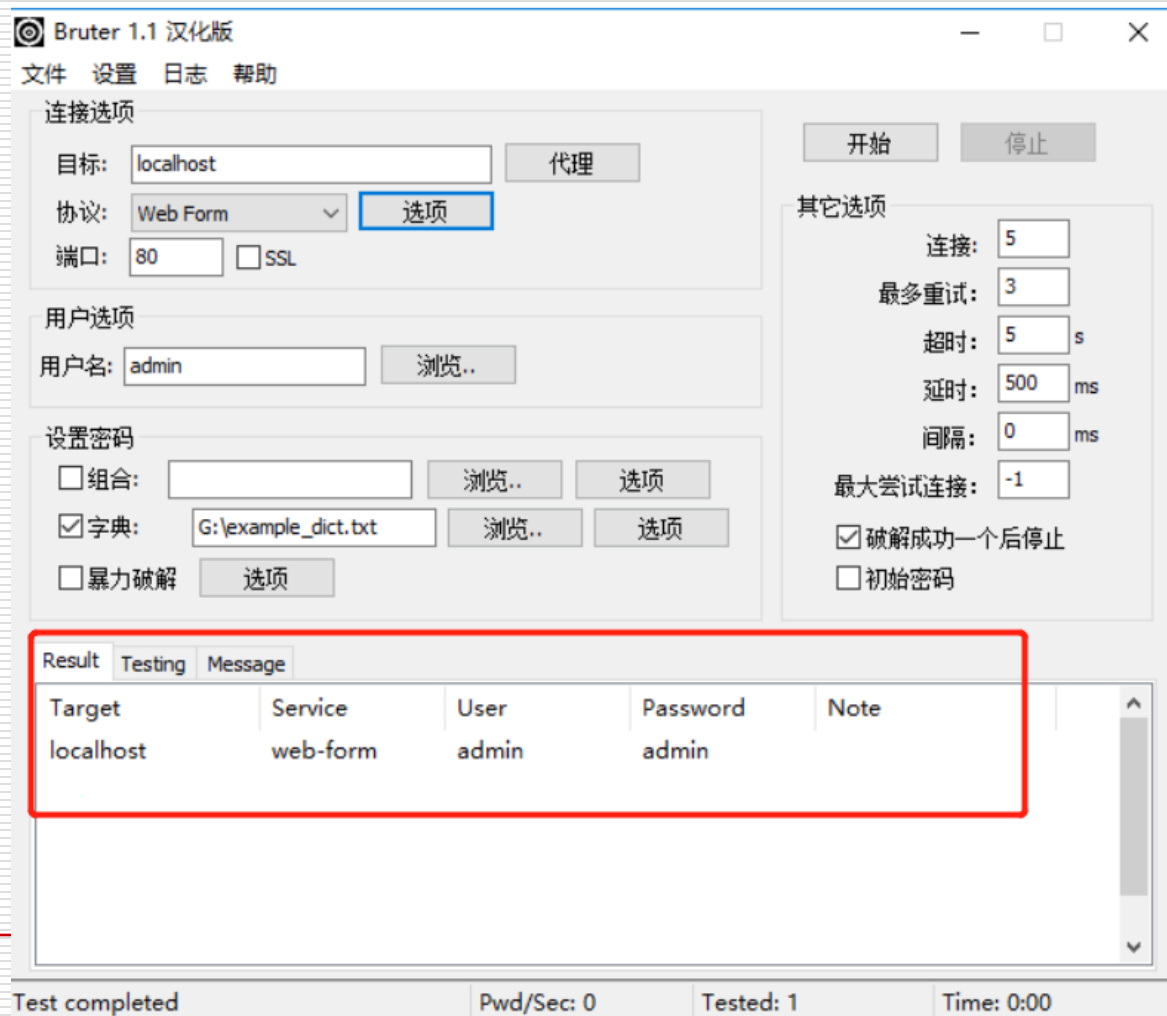 Bruter 1.1 汉化版
文件 设置 日志 帮助
连接选项
目标: localhost 代理
协议: Web Form 选项
端口: 80 SSL
开始 停止
用户选项
用户名: admin 浏览..
设置密码
组合: 浏览.. 选项
字典: G:\example_dict.txt 浏览.. 选项
暴力破解 选项
其它选项
连接: 5
最多重试: 3
超时: 5 s
延时: 500 ms
间隔: 0 ms
最大尝试连接: -1
破解成功一个后停止
初始密码
Result Testing Message
Target Service User Password Note
localhost web-form admin admin
Test completed Pwd/Sec: 0 Tested: 1 Time: 0:00